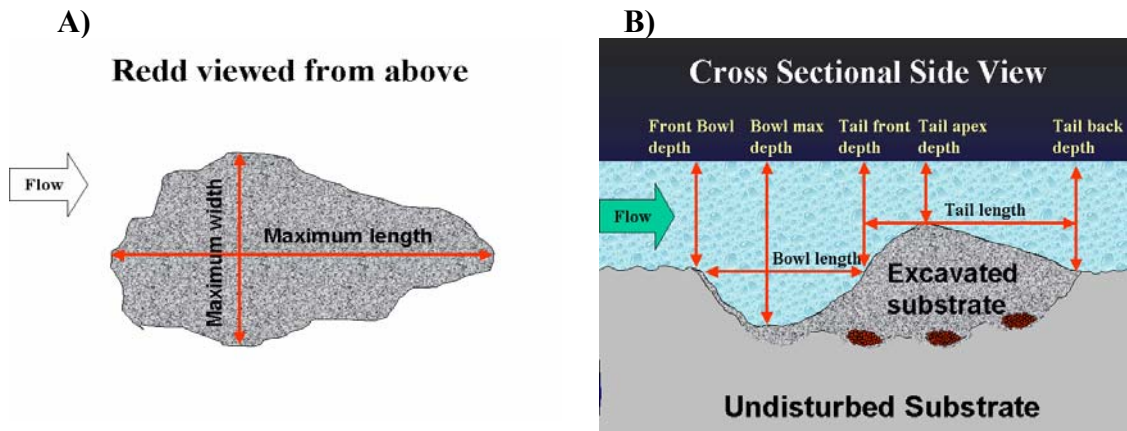 A)
Redd viewed from above
Flow
Maximum width
Maximum length
B)
Cross Sectional Side View
Front Bowl depth
Bowl max depth
Tail front depth
Tail apex depth
Tail back depth
Flow
Tail length
Bowl length
Excavated
substrate
Undisturbed Substrate